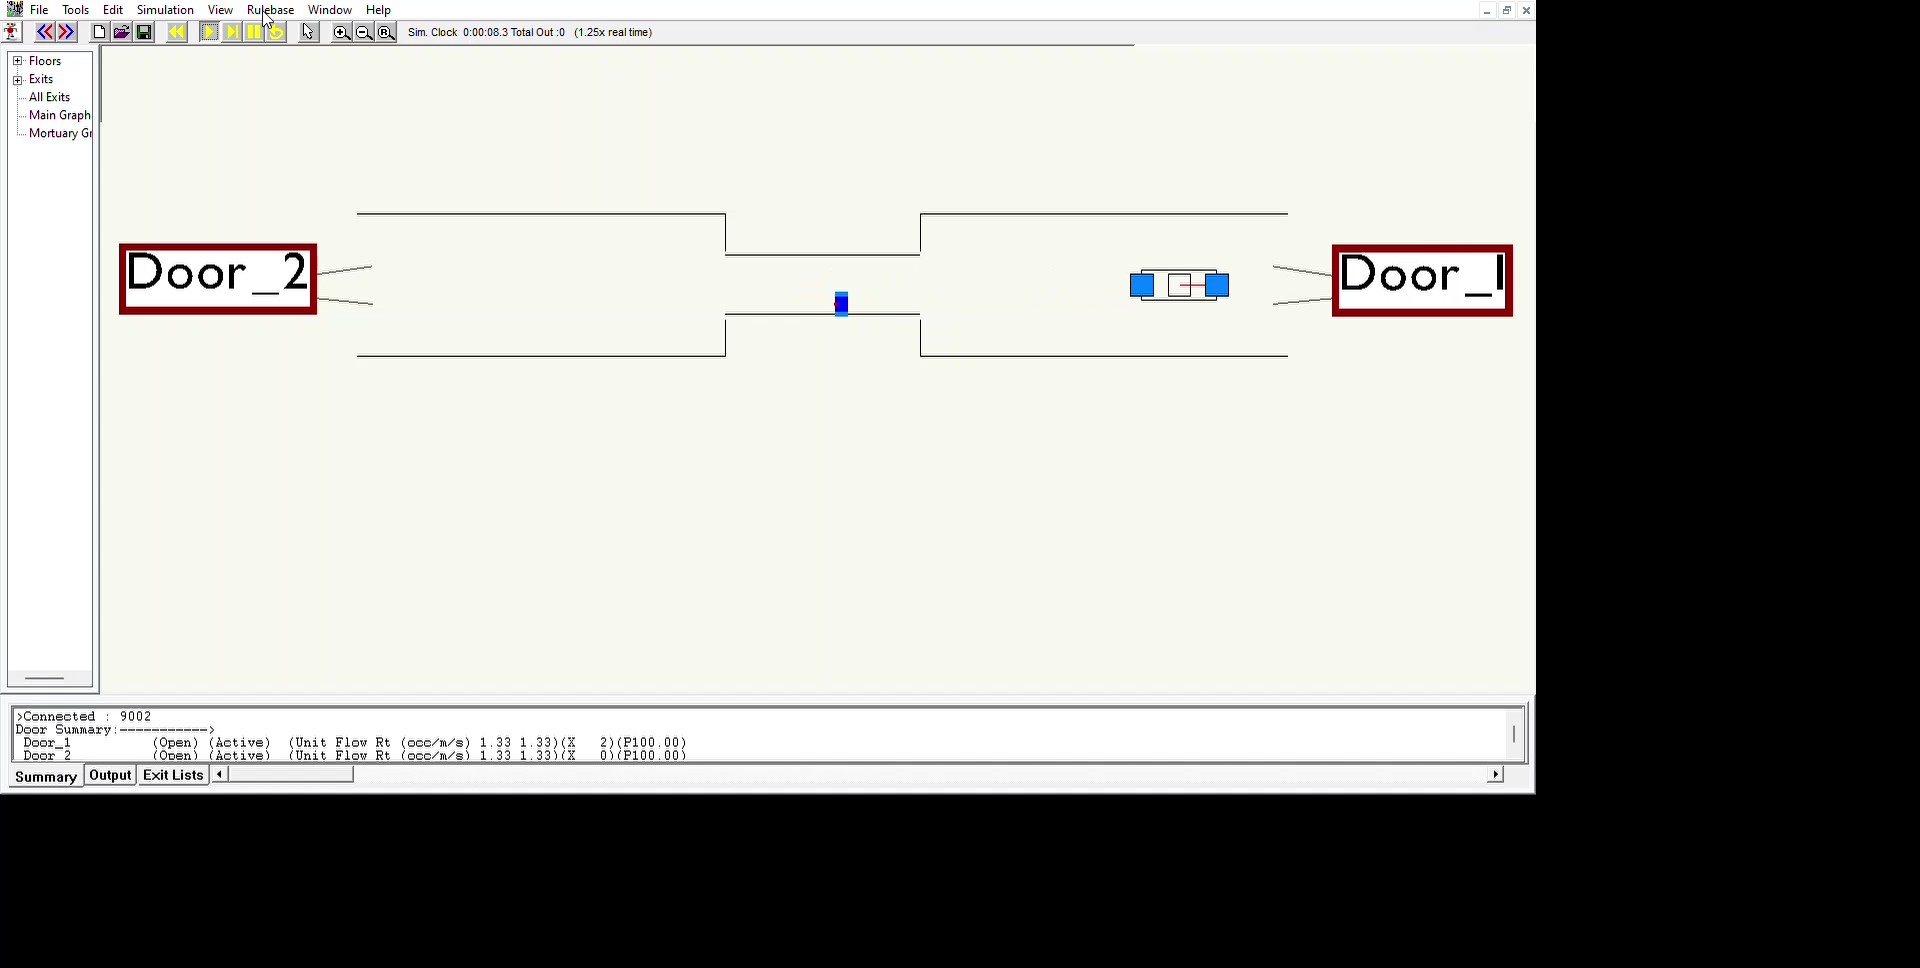 File Tools Edit Simulation View Rulebase Window Help
Sim. Clock 0:00:08.3 Total Out :0 (1.25x real time)
Floors
Exits
All Exits
Main Graph
Mortuary Gr
Door_2
Door_1
>Connected : 9002
Door Summary:------------>
Door_1 (Open) (Active) (Unit Flow Rt (occ/m/s) 1.33 1.33)(X 2)(P100.00)
Door_2 (Open) (Active) (Unit Flow Rt (occ/m/s) 1.33 1.33)(X 0)(P100.00)
Summary Output Exit Lists